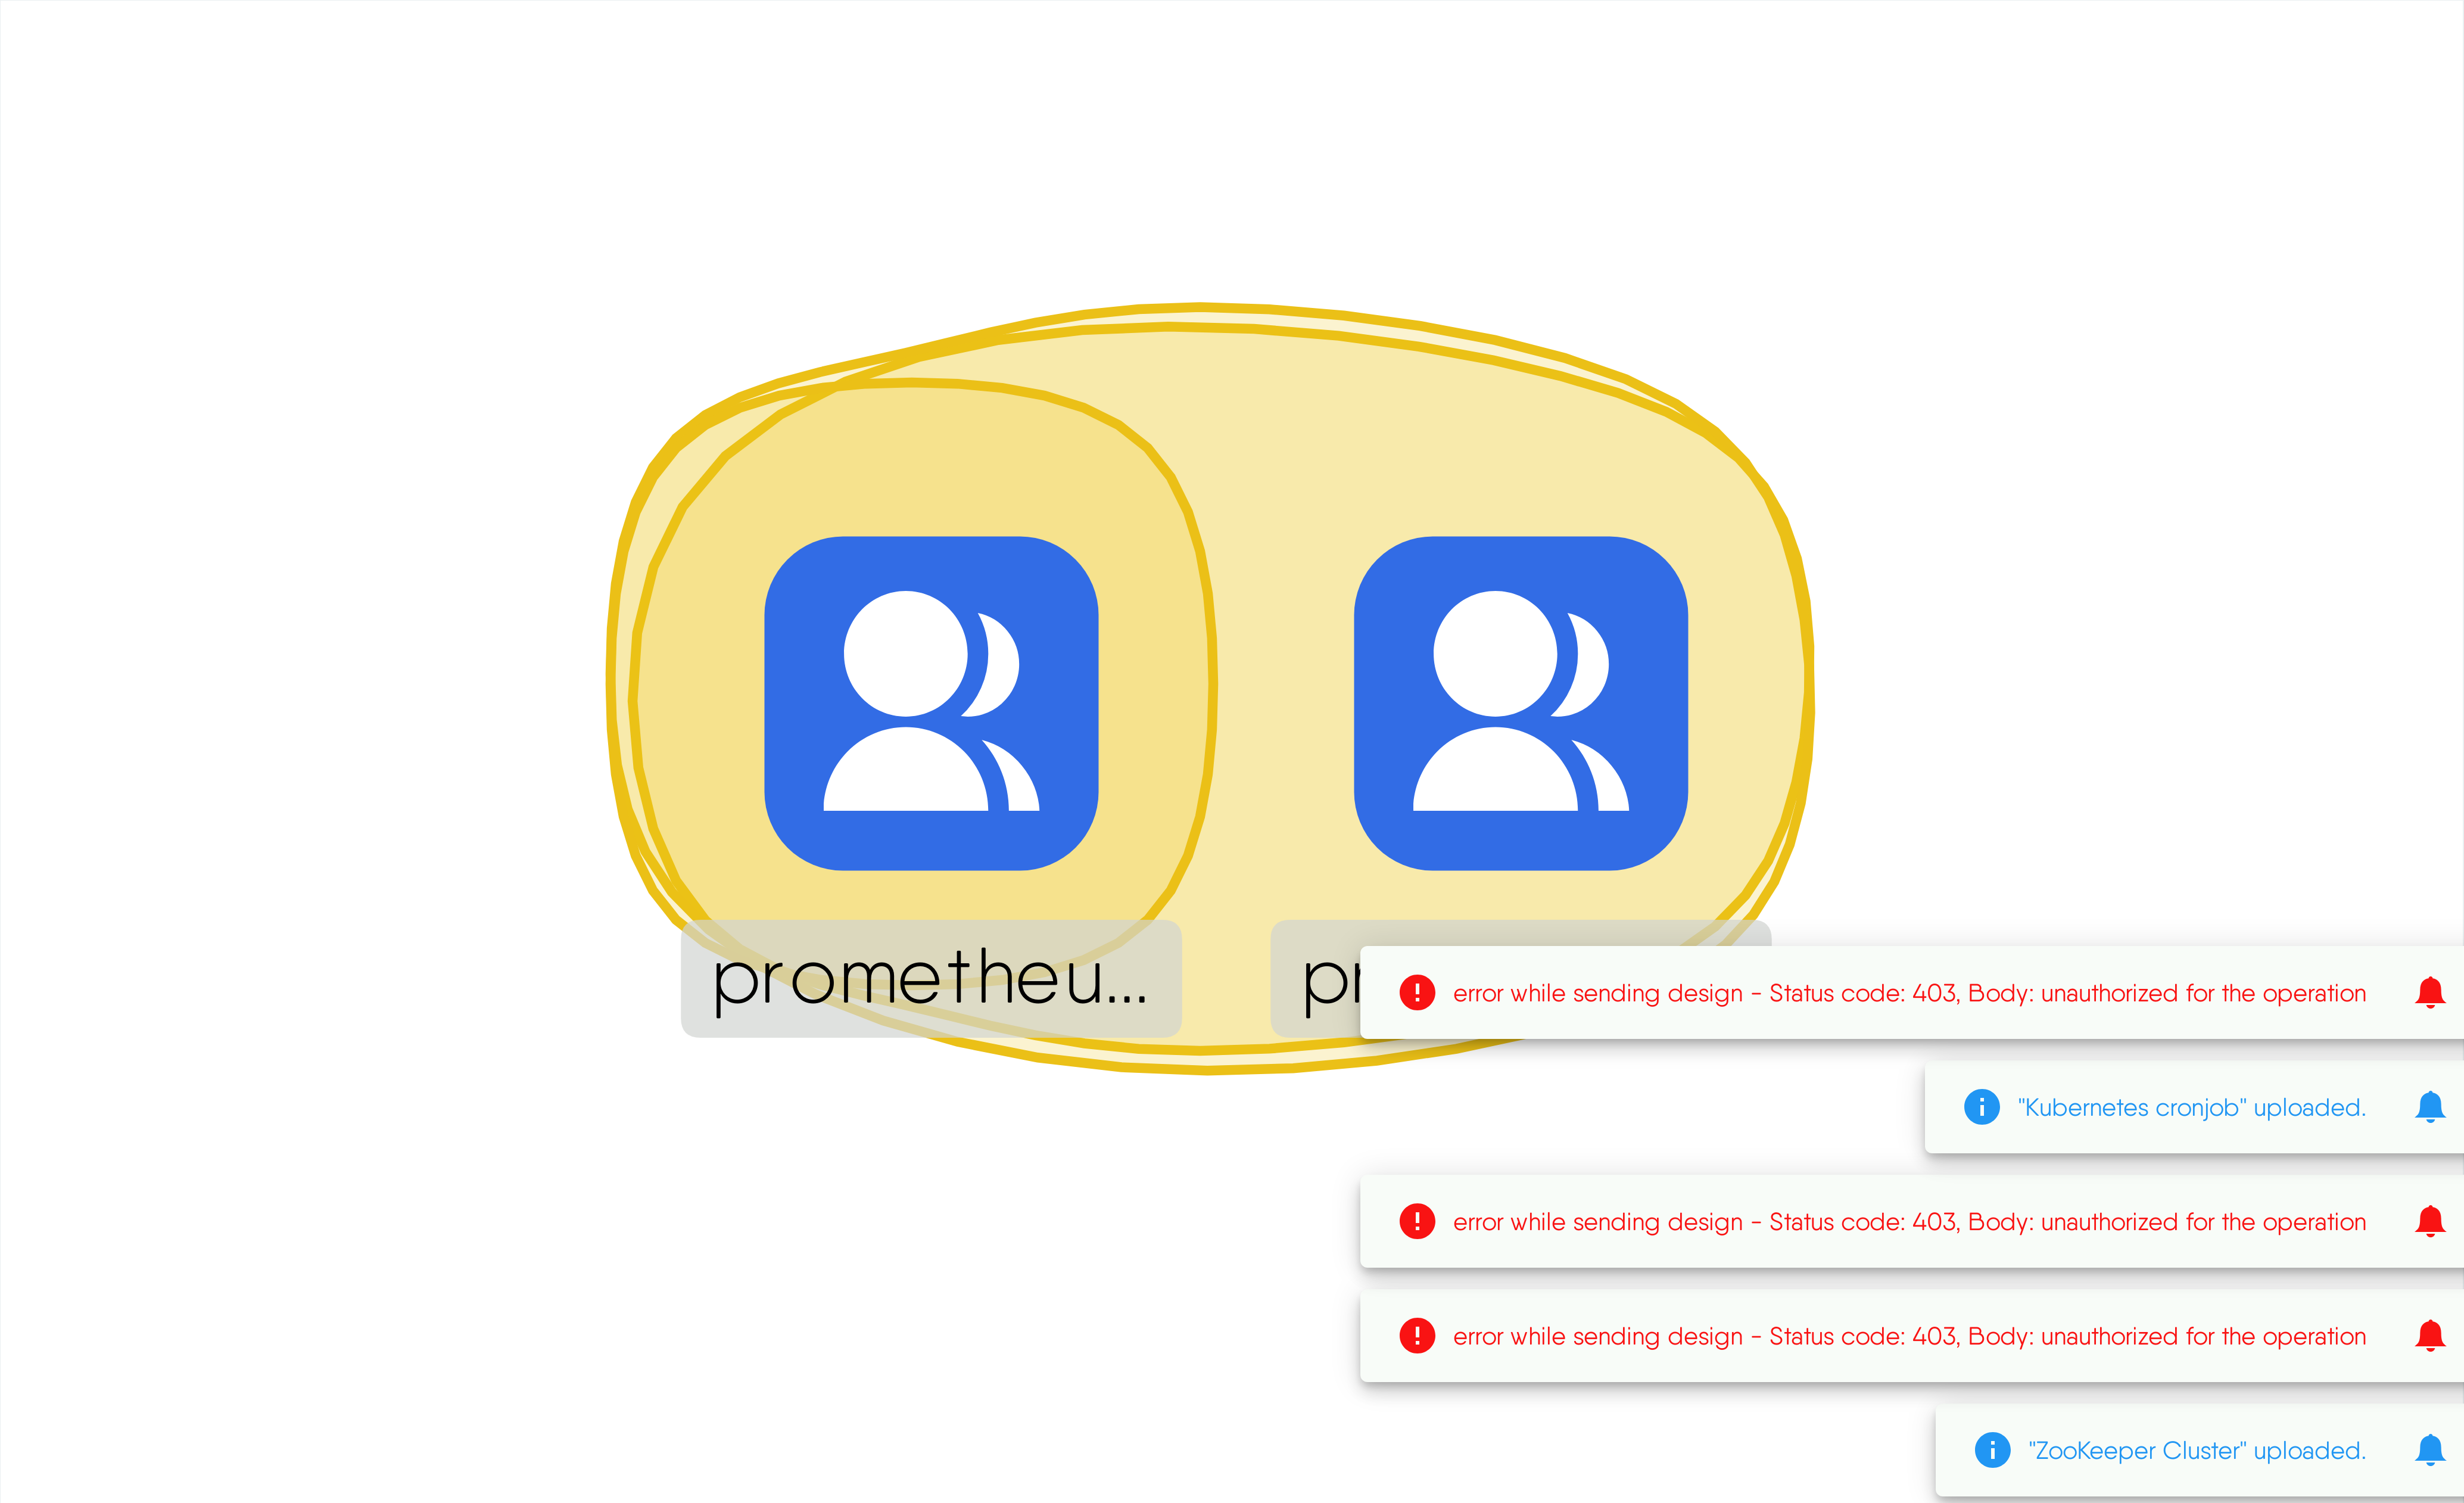 prometheu...
error while sending design - Status code: 403, Body: unauthorized for the operation
"Kubernetes cronjob" uploaded.
error while sending design - Status code: 403, Body: unauthorized for the operation
error while sending design - Status code: 403, Body: unauthorized for the operation
"ZooKeeper Cluster" uploaded.